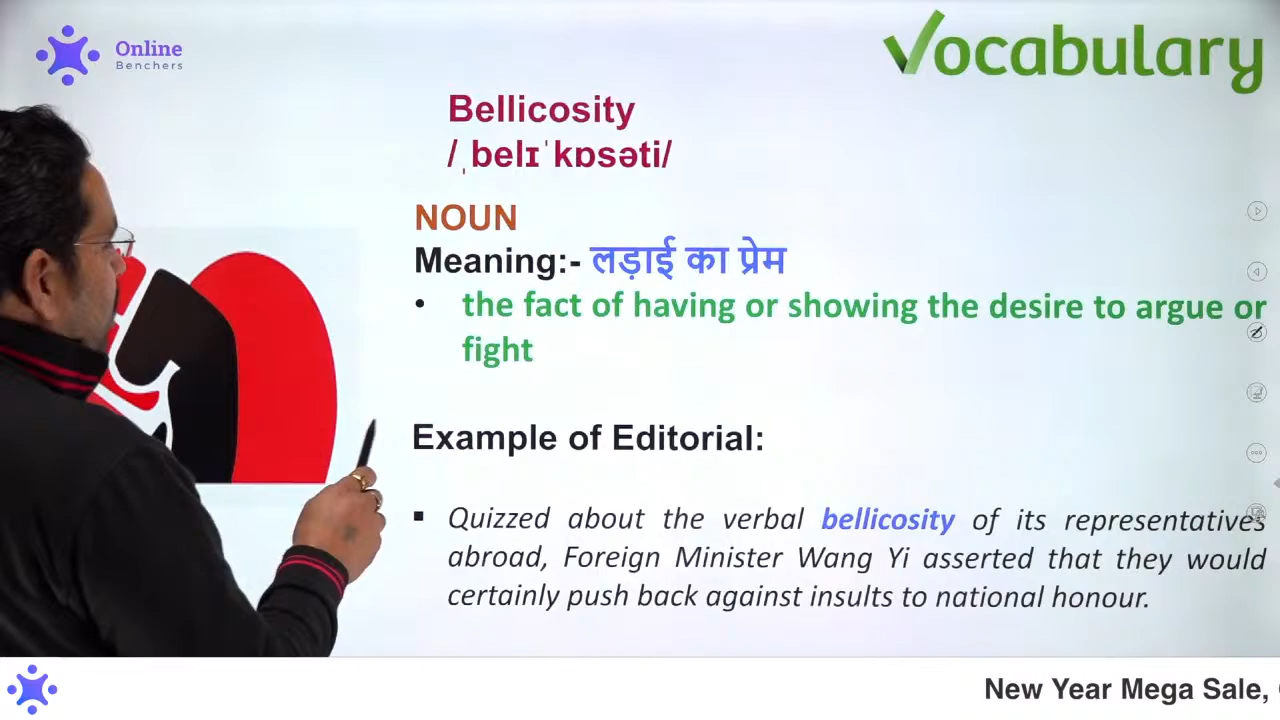 Online
Benchers
Vocabulary
Bellicosity
/ˌbelɪˈkɒsəti/
NOUN
Meaning:- लड़ाई का प्रेम
• the fact of having or showing the desire to argue or
fight
Example of Editorial:
▪ Quizzed about the verbal bellicosity of its representatives
abroad, Foreign Minister Wang Yi asserted that they would
certainly push back against insults to national honour.
New Year Mega Sale,